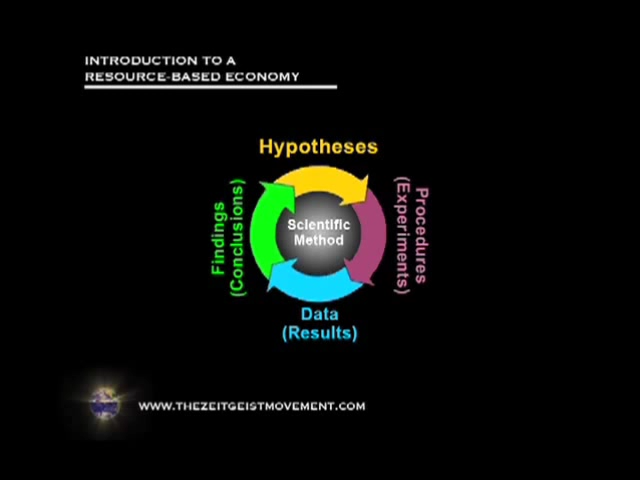 INTRODUCTION TO A
RESOURCE-BASED ECONOMY
Hypotheses
Procedures
(Experiments)
Scientific
Method
Findings
(Conclusions)
Data
(Results)
WWW.THEZEITGEISTMOVEMENT.COM